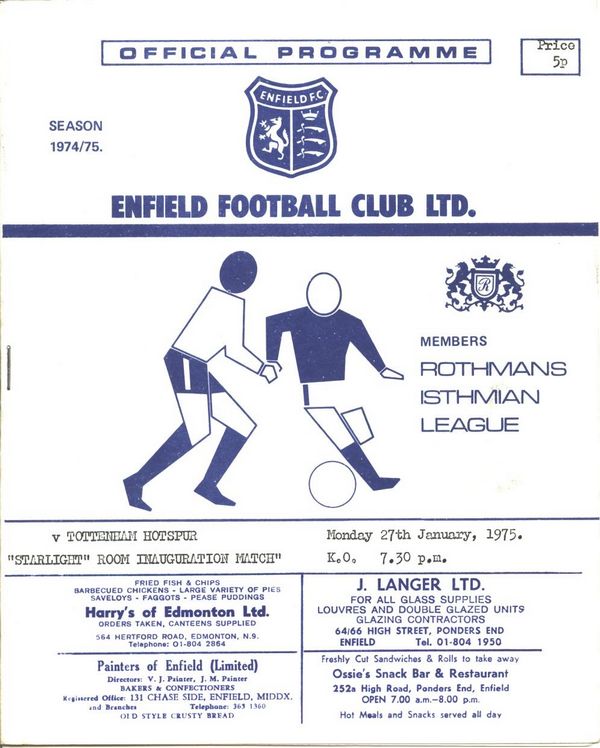 OFFICIAL PROGRAMME
Price
5p
ENFIELD F.C.
SEASON
1974/75.
ENFIELD FOOTBALL CLUB LTD.
R
MEMBERS
ROTHMANS
ISTHMIAN
LEAGUE
v TOTTENHAM HOTSPUR
"STARLIGHT" ROOM INAUGURATION MATCH"
Monday 27th January, 1975.
K.O. 7.30 p.m.
FRIED FISH & CHIPS
BARBECUED CHICKENS - LARGE VARIETY OF PIES
SAVELOYS - FAGGOTS - PEASE PUDDINGS
Harry's of Edmonton Ltd.
ORDERS TAKEN, CANTEENS SUPPLIED
564 HERTFORD ROAD, EDMONTON, N.9.
Telephone: 01-804 2864
J. LANGER LTD.
FOR ALL GLASS SUPPLIES
LOUVRES AND DOUBLE GLAZED UNITS
GLAZING CONTRACTORS
64/66 HIGH STREET, PONDERS END
ENFIELD Tel. 01-804 1950
Painters of Enfield (Limited)
Directors: V. J. Painter, J. M. Painter
BAKERS & CONFECTIONERS
Registered Office: 131 CHASE SIDE, ENFIELD, MIDDX.
and Branches Telephone: 363 1360
OLD STYLE CRUSTY BREAD
Freshly Cut Sandwiches & Rolls to take away
Ossie's Snack Bar & Restaurant
252a High Road, Ponders End, Enfield
OPEN 7.00 a.m.-8.00 p.m.
Hot Meals and Snacks served all day